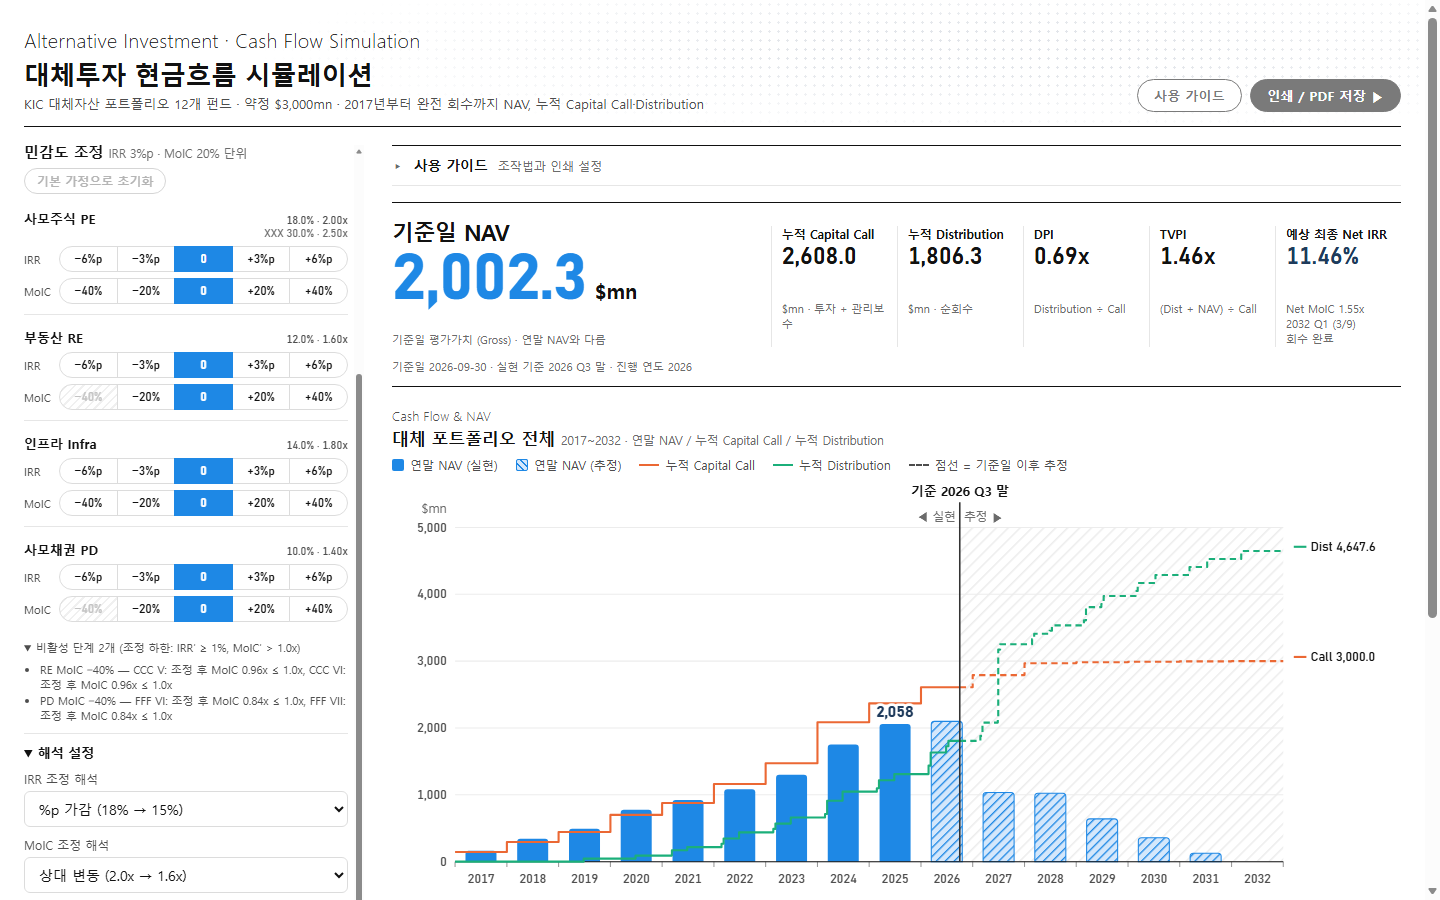 Alternative Investment · Cash Flow Simulation
대체투자 현금흐름 시뮬레이션
KIC 대체자산 포트폴리오 12개 펀드 · 약정 $3,000mn · 2017년부터 완전 회수까지 NAV, 누적 Capital Call·Distribution
사용 가이드
인쇄 / PDF 저장 ▶
민감도 조정 IRR 3%p · MoIC 20% 단위
기본 가정으로 초기화
사모주식 PE 18.0% · 2.00x
XXX 30.0% · 2.50x
IRR −6%p −3%p 0 +3%p +6%p
MoIC −40% −20% 0 +20% +40%
부동산 RE 12.0% · 1.60x
IRR −6%p −3%p 0 +3%p +6%p
MoIC −40% −20% 0 +20% +40%
인프라 Infra 14.0% · 1.80x
IRR −6%p −3%p 0 +3%p +6%p
MoIC −40% −20% 0 +20% +40%
사모채권 PD 10.0% · 1.40x
IRR −6%p −3%p 0 +3%p +6%p
MoIC −40% −20% 0 +20% +40%
▼ 비활성 단계 2개 (조정 하한: IRR' ≥ 1%, MoIC' > 1.0x)
• RE MoIC −40% — CCC V: 조정 후 MoIC 0.96x ≤ 1.0x, CCC VI:
조정 후 MoIC 0.96x ≤ 1.0x
• PD MoIC −40% — FFF VI: 조정 후 MoIC 0.84x ≤ 1.0x, FFF VII:
조정 후 MoIC 0.84x ≤ 1.0x
▼ 해석 설정
IRR 조정 해석
%p 가감 (18% → 15%)
MoIC 조정 해석
상대 변동 (2.0x → 1.6x)
▸ 사용 가이드 조작법과 인쇄 설정
기준일 NAV
2,002.3 $mn
기준일 평가가치 (Gross) · 연말 NAV와 다름
기준일 2026-09-30 · 실현 기준 2026 Q3 말 · 진행 연도 2026
누적 Capital Call
2,608.0
$mn · 투자 + 관리보
수
누적 Distribution
1,806.3
$mn · 순회수
DPI
0.69x
Distribution ÷ Call
TVPI
1.46x
(Dist + NAV) ÷ Call
예상 최종 Net IRR
11.46%
Net MoIC 1.55x
2032 Q1 (3/9)
회수 완료
Cash Flow & NAV
대체 포트폴리오 전체 2017~2032 · 연말 NAV / 누적 Capital Call / 누적 Distribution
연말 NAV (실현) 연말 NAV (추정) 누적 Capital Call 누적 Distribution 점선 = 기준일 이후 추정
기준 2026 Q3 말
◀ 실현 추정 ▶
$mn
5,000
4,000
3,000
2,000
1,000
0
2,058
Dist 4,647.6
Call 3,000.0
2017 2018 2019 2020 2021 2022 2023 2024 2025 2026 2027 2028 2029 2030 2031 2032